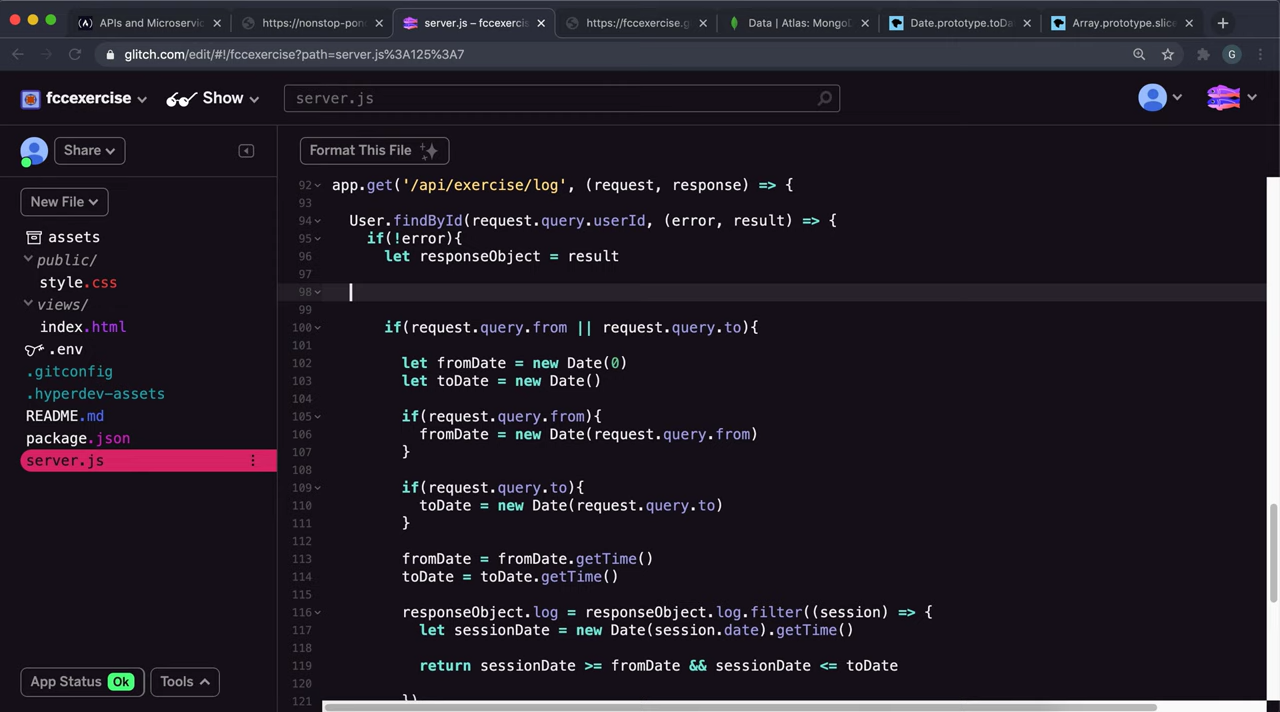 APIs and Microservic
https://nonstop-pon
server.js – fccexercis
https://fccexercise.g
Data | Atlas: MongoD
Date.prototype.toDa
Array.prototype.slice
glitch.com/edit/#!/fccexercise?path=server.js%3A125%3A7
G
fccexercise
Show
server.js
Share
Format This File
New File
assets
public/
style.css
views/
index.html
.env
.gitconfig
.hyperdev-assets
README.md
package.json
server.js
App Status Ok
Tools
92 app.get('/api/exercise/log', (request, response) => {
93
94 User.findById(request.query.userId, (error, result) => {
95 if(!error){
96 let responseObject = result
97
98
99
100 if(request.query.from || request.query.to){
101
102 let fromDate = new Date(0)
103 let toDate = new Date()
104
105 if(request.query.from){
106 fromDate = new Date(request.query.from)
107 }
108
109 if(request.query.to){
110 toDate = new Date(request.query.to)
111 }
112
113 fromDate = fromDate.getTime()
114 toDate = toDate.getTime()
115
116 responseObject.log = responseObject.log.filter((session) => {
117 let sessionDate = new Date(session.date).getTime()
118
119 return sessionDate >= fromDate && sessionDate <= toDate
120
121 })